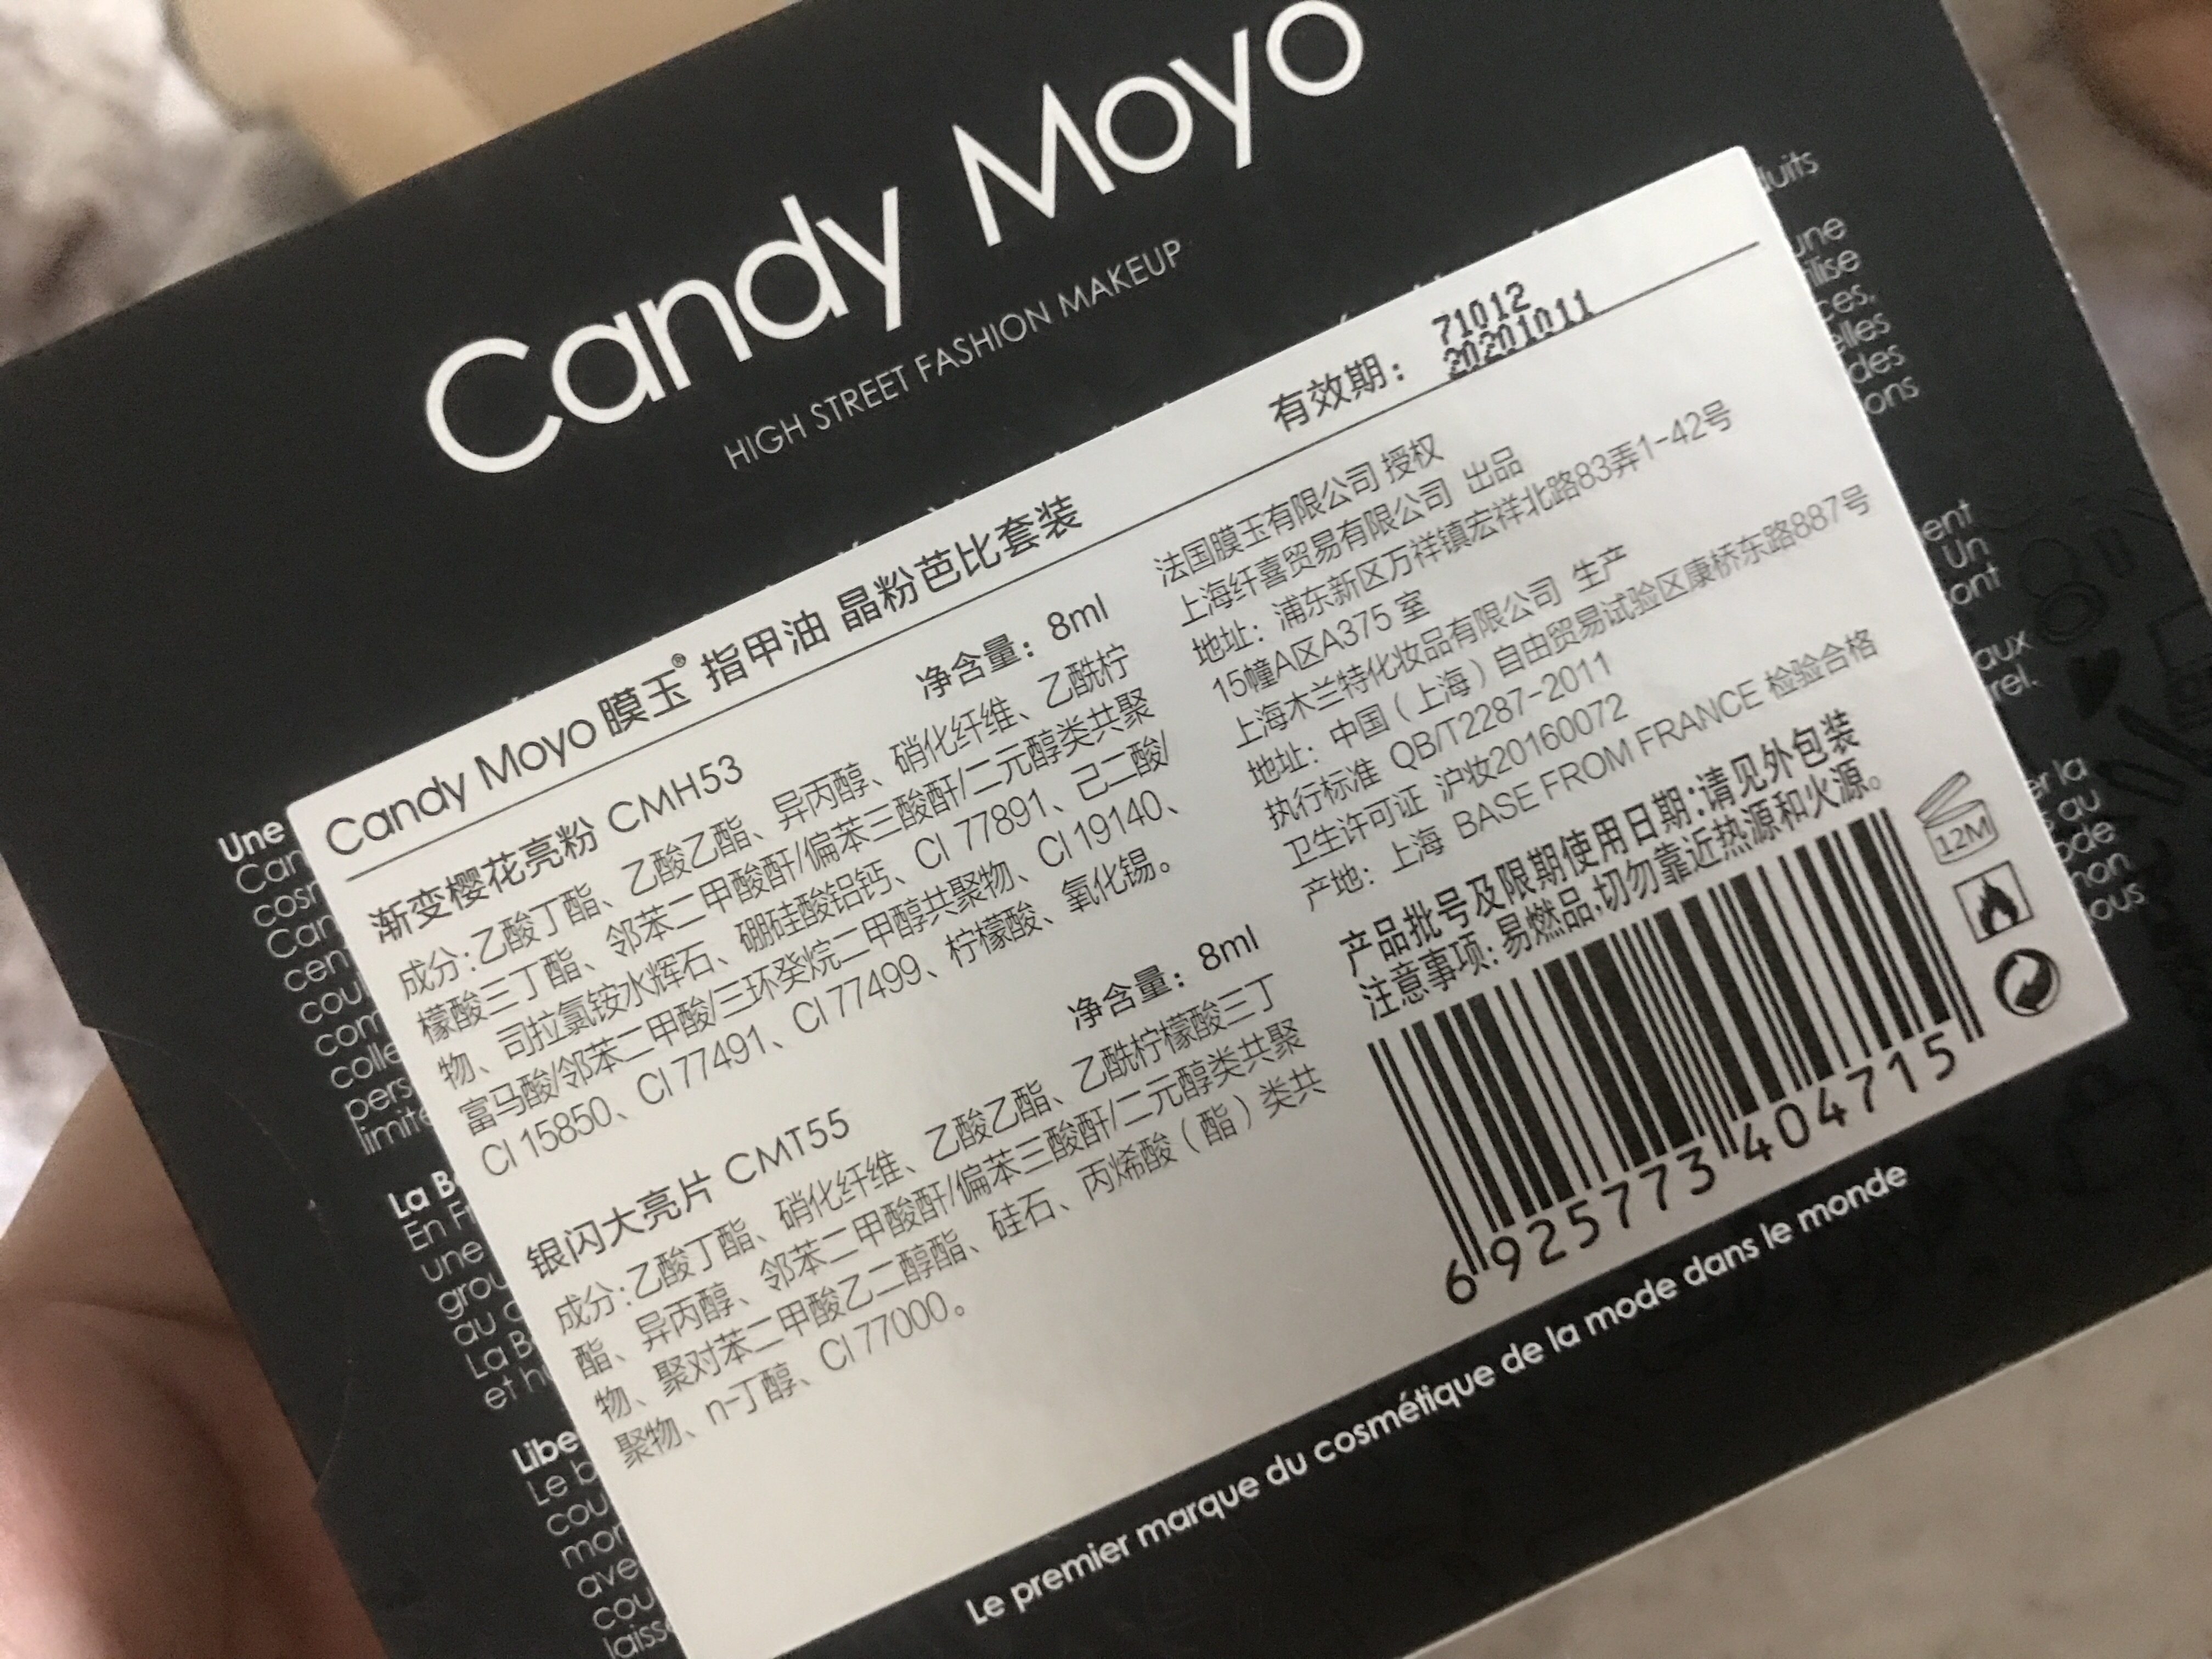 Candy Moyo
HIGH STREET FASHION MAKEUP
Candy Moyo 膜玉® 指甲油 晶粉芭比套装
有效期：
71012
20201011
渐变樱花亮粉 CMH53
净含量：8ml
成分：乙酸丁酯、乙酸乙酯、异丙醇、硝化纤维、乙酰柠
檬酸三丁酯、邻苯二甲酸酐/偏苯三酸酐/二元醇类共聚
物、司拉氯铵水辉石、硼硅酸铝钙、CI 77891、己二酸/
富马酸/邻苯二甲酸/三环癸烷二甲醇共聚物、CI 19140、
CI 15850、CI 77491、CI 77499、柠檬酸、氧化锡。
银闪大亮片 CMT55
净含量：8ml
成分：乙酸丁酯、硝化纤维、乙酸乙酯、乙酰柠檬酸三丁
酯、异丙醇、邻苯二甲酸酐/偏苯三酸酐/二元醇类共聚
物、聚对苯二甲酸乙二醇酯、硅石、丙烯酸（酯）类共
聚物、n-丁醇、CI 77000。
法国膜玉有限公司 授权
上海纤喜贸易有限公司 出品
地址：浦东新区万祥镇宏祥北路83弄1-42号
15幢A区A375 室
上海木兰特化妆品有限公司 生产
地址：中国（上海）自由贸易试验区康桥东路887号
执行标准 QB/T2287-2011
卫生许可证 沪妆20160072
产地：上海 BASE FROM FRANCE 检验合格
产品批号及限期使用日期：请见外包装
注意事项：易燃品，切勿靠近热源和火源。
12M
6 925773 404715
Le premier marque du cosmétique de la mode dans le monde
Une
La
En
une
au
La
et
Le
une
des
Un
la
au